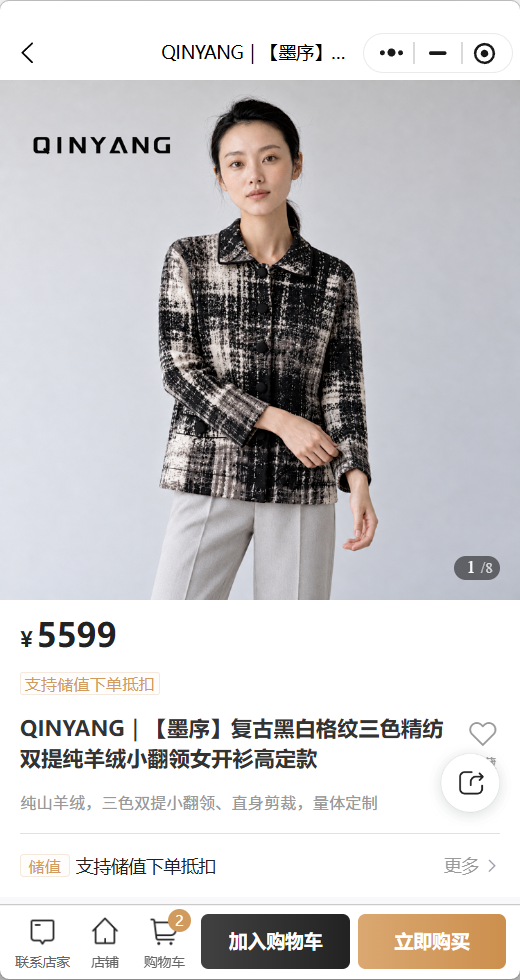 QINYANG | 【墨序】...
QINYANG
1 /8
¥5599
支持储值下单抵扣
QINYANG | 【墨序】复古黑白格纹三色精纺
双提纯羊绒小翻领女开衫高定款
纯山羊绒，三色双提小翻领、直身剪裁，量体定制
储值 支持储值下单抵扣 更多
2
联系店家 店铺 购物车 加入购物车 立即购买